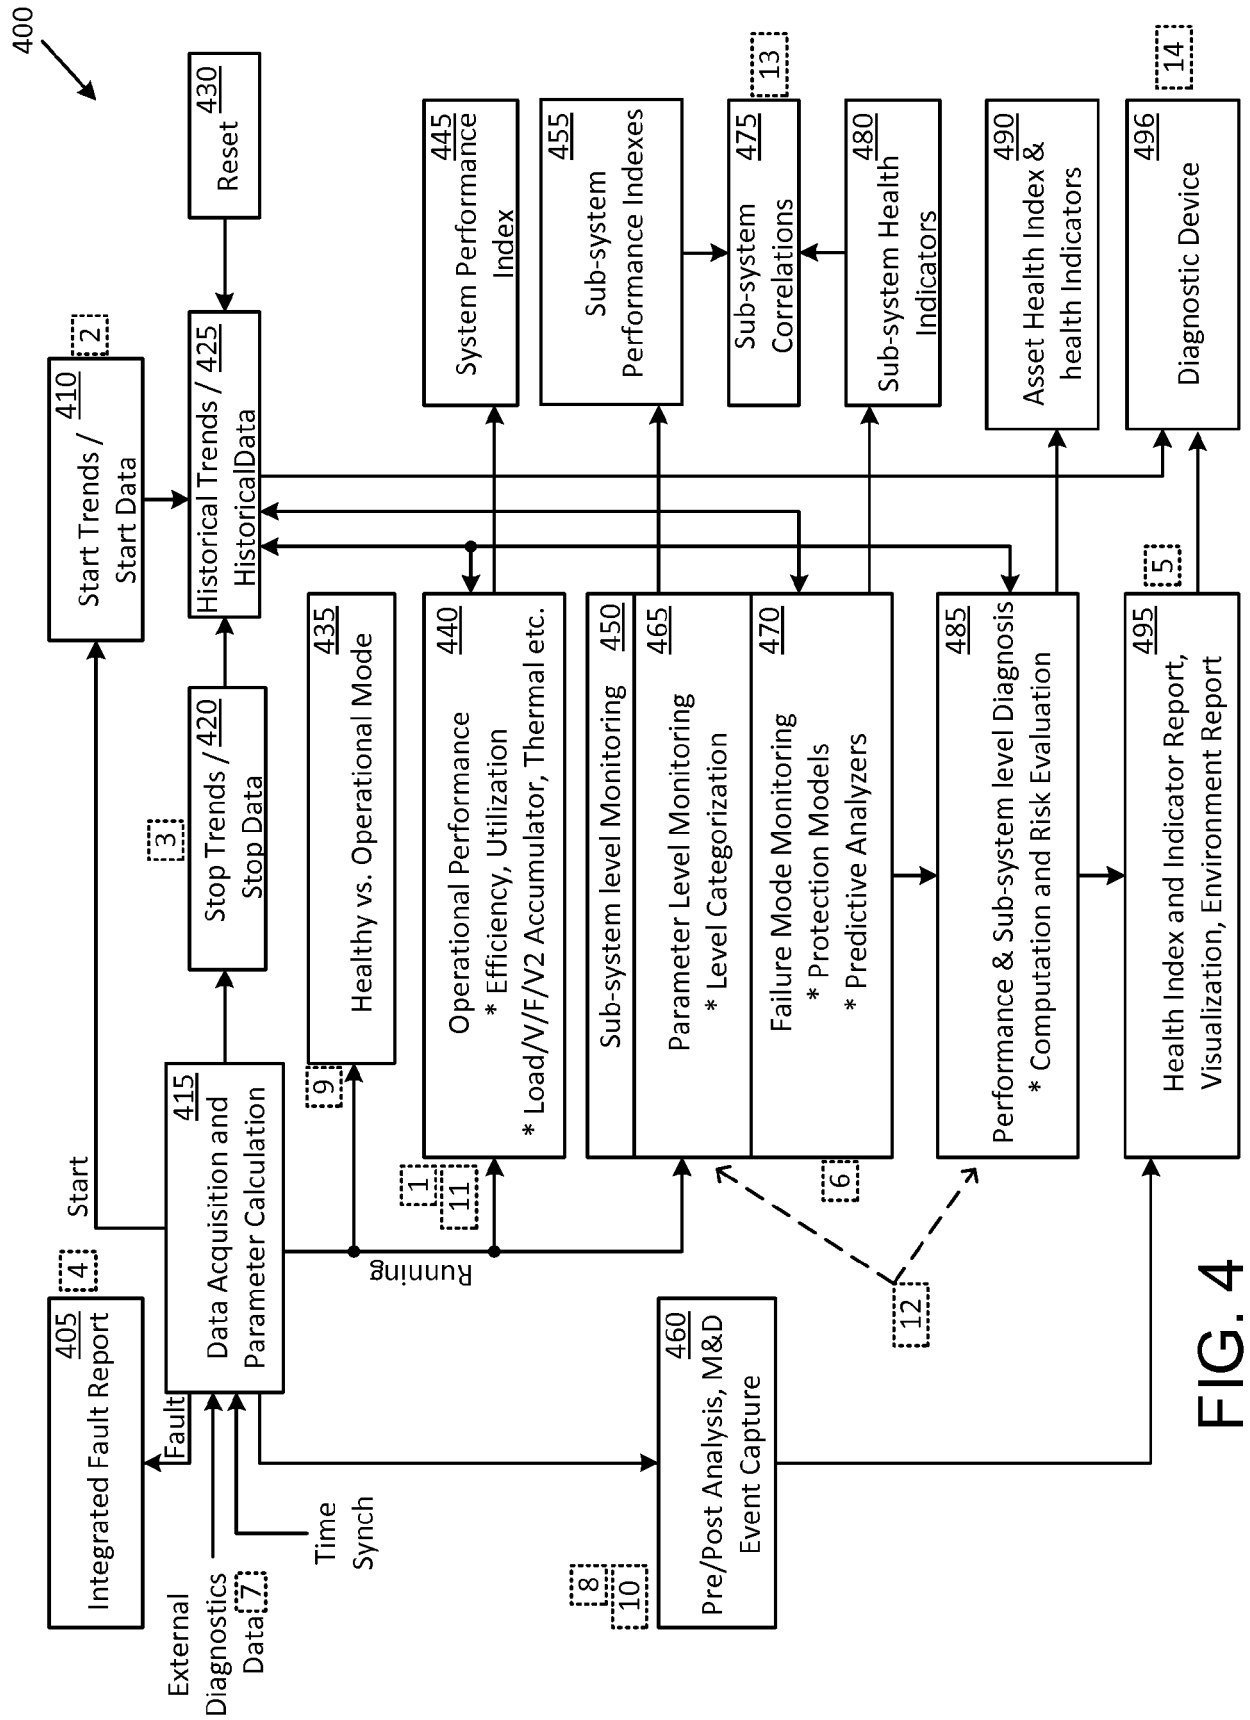 400
4
Integrated Fault Report 405
Fault
Start
Start Trends / 410
Start Data
2
External
Diagnostics
Data 7
Time
Synch
415
Data Acquisition and
Parameter Calculation
3
Stop Trends / 420
Stop Data
Historical Trends / 425
HistoricalData
430
Reset
9
435
Healthy vs. Operational Mode
Running
1
11
440
Operational Performance
* Efficiency, Utilization
* Load/V/F/V2 Accumulator, Thermal etc.
445
System Performance
Index
Sub-system level Monitoring 450
465
Parameter Level Monitoring
* Level Categorization
455
Sub-system
Performance Indexes
8
10
460
Pre/Post Analysis, M&D
Event Capture
6
470
Failure Mode Monitoring
* Protection Models
* Predictive Analyzers
13
475
Sub-system
Correlations
480
Sub-system Health
Indicators
12
485
Performance & Sub-system level Diagnosis
* Computation and Risk Evaluation
490
Asset Health Index &
health Indicators
5
495
Health Index and Indicator Report,
Visualization, Environment Report
14
496
Diagnostic Device
FIG. 4